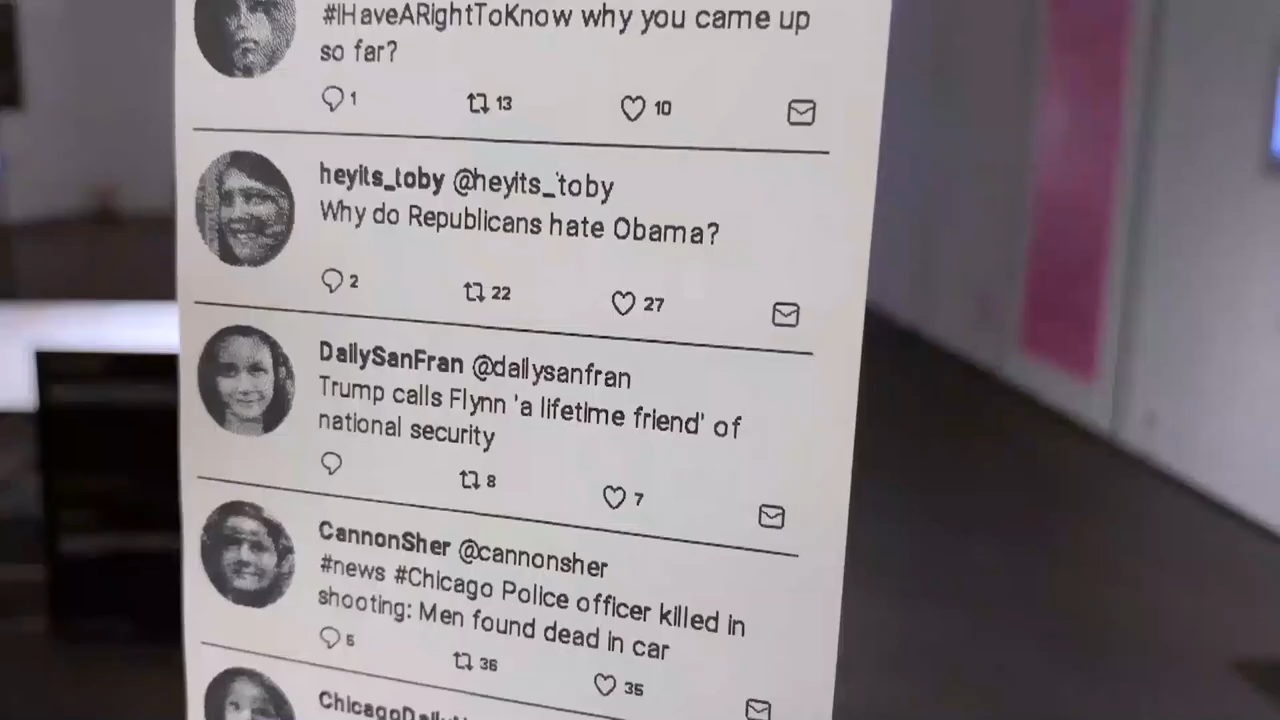 #IHaveARightToKnow why you came up
so far?
1 13 10
heyits_toby @heyits_toby
Why do Republicans hate Obama?
2 22 27
DailySanFran @dailysanfran
Trump calls Flynn 'a lifetime friend' of
national security
8 7
CannonSher @cannonsher
#news #Chicago Police officer killed in
shooting: Men found dead in car
5 36 35